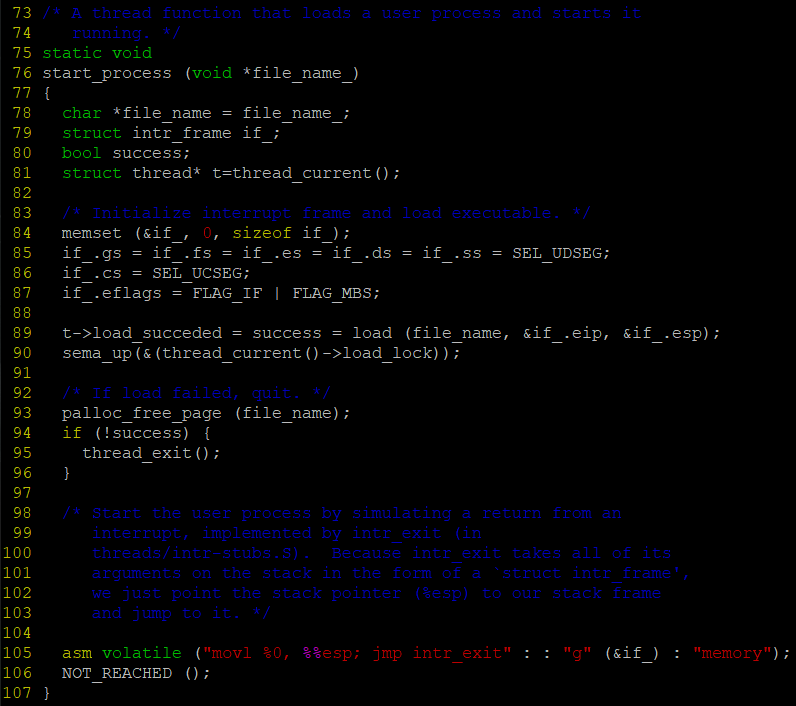 73 /* A thread function that loads a user process and starts it
74    running. */
75 static void
76 start_process (void *file_name_)
77 {
78   char *file_name = file_name_;
79   struct intr_frame if_;
80   bool success;
81   struct thread* t=thread_current();
82
83   /* Initialize interrupt frame and load executable. */
84   memset (&if_, 0, sizeof if_);
85   if_.gs = if_.fs = if_.es = if_.ds = if_.ss = SEL_UDSEG;
86   if_.cs = SEL_UCSEG;
87   if_.eflags = FLAG_IF | FLAG_MBS;
88
89   t->load_succeded = success = load (file_name, &if_.eip, &if_.esp);
90   sema_up(&(thread_current()->load_lock));
91
92   /* If load failed, quit. */
93   palloc_free_page (file_name);
94   if (!success) {
95     thread_exit();
96   }
97
98   /* Start the user process by simulating a return from an
99      interrupt, implemented by intr_exit (in
100      threads/intr-stubs.S).  Because intr_exit takes all of its
101      arguments on the stack in the form of a `struct intr_frame',
102      we just point the stack pointer (%esp) to our stack frame
103      and jump to it. */
104
105   asm volatile ("movl %0, %%esp; jmp intr_exit" : : "g" (&if_) : "memory");
106   NOT_REACHED ();
107 }